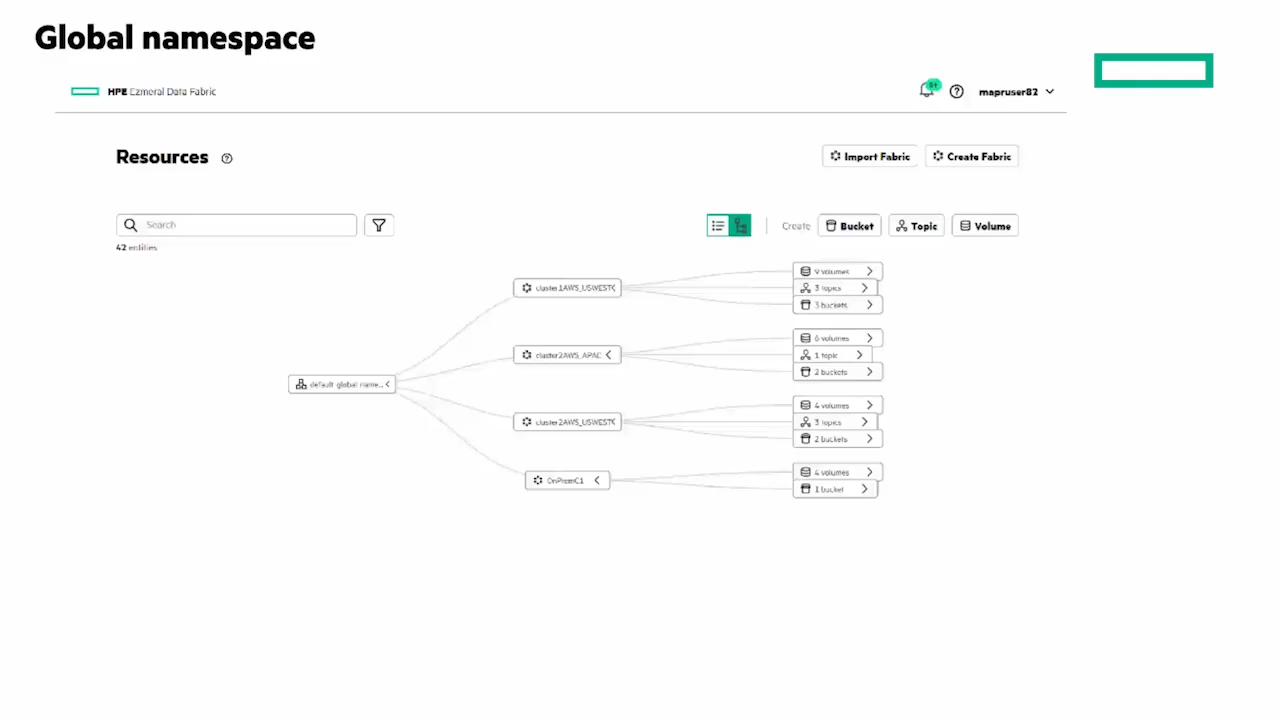 Global namespace
HPE Ezmeral Data Fabric
mapruser82
Resources
Import Fabric
Create Fabric
Search
Create
Bucket
Topic
Volume
42 entities
cluster1AWS_USWEST
9 volumes
3 topics
3 buckets
cluster2AWS_APAC
6 volumes
1 topic
2 buckets
default global name...
cluster2AWS_USWEST
4 volumes
3 topics
2 buckets
OnPremC1
4 volumes
1 bucket